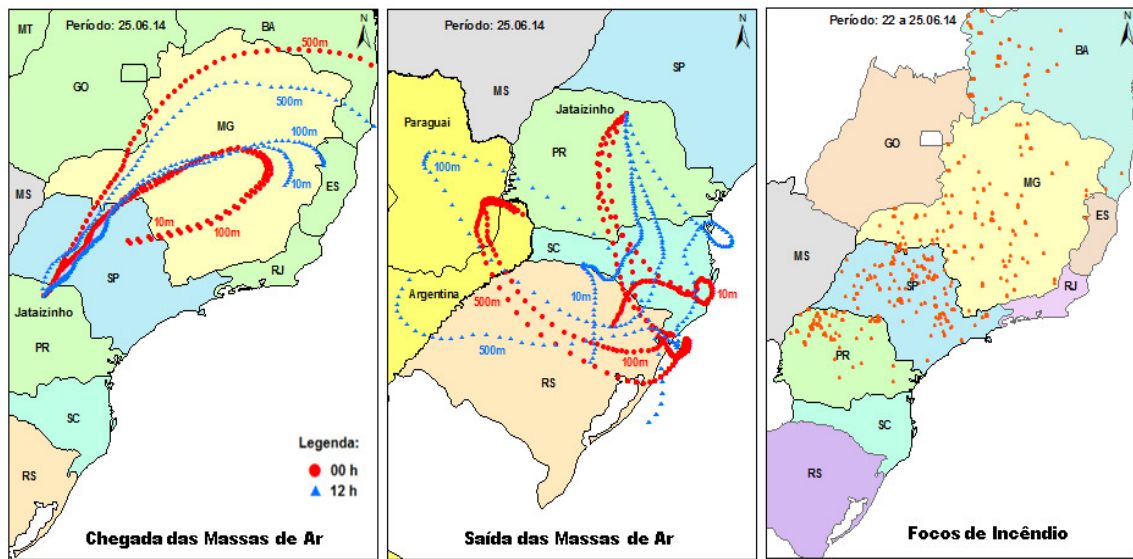 Período: 25.06.14
MT
BA
500m
GO
500m
MG
100m
10m
MS
ES
10m
100m
SP
RJ
Jataizinho
PR
SC
Legenda:
00 h
12 h
RS
Chegada das Massas de Ar
Período: 25.06.14
SP
MS
Jataizinho
Paraguai
PR
100m
SC
Argentina
10m
10m
500m
500m
100m
RS
Saída das Massas de Ar
Período: 22 a 25.06.14
BA
GO
MG
ES
MS
SP
RJ
PR
SC
RS
Focos de Incêndio